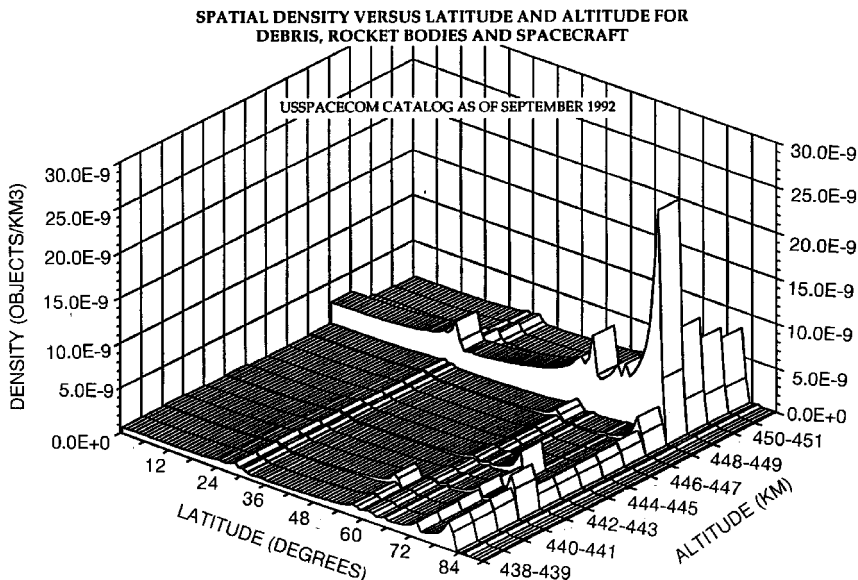 SPATIAL DENSITY VERSUS LATITUDE AND ALTITUDE FOR
DEBRIS, ROCKET BODIES AND SPACECRAFT
USSPACECOM CATALOG AS OF SEPTEMBER 1992
DENSITY (OBJECTS/KM3)
30.0E-9
25.0E-9
20.0E-9
15.0E-9
10.0E-9
5.0E-9
0.0E+0
30.0E-9
25.0E-9
20.0E-9
15.0E-9
10.0E-9
5.0E-9
0.0E+0
12
24
36
48
60
72
84
LATITUDE (DEGREES)
450-451
448-449
446-447
444-445
442-443
440-441
438-439
ALTITUDE (KM)